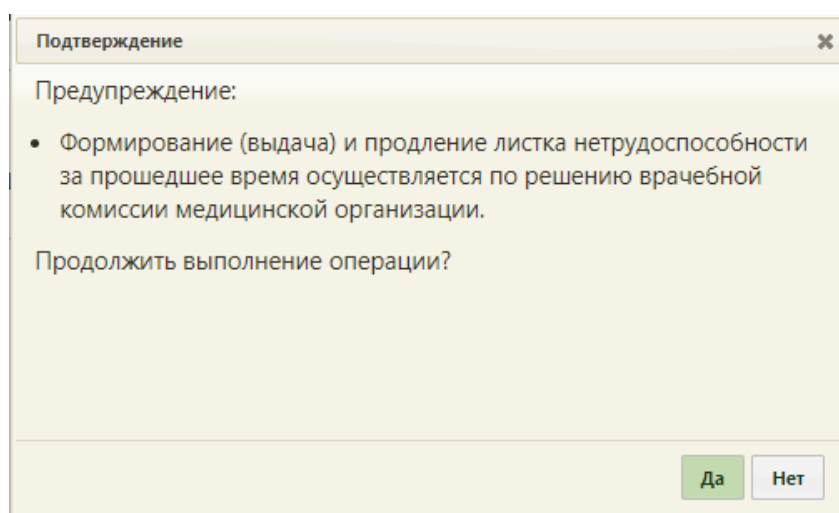 Подтверждение
Предупреждение:
• Формирование (выдача) и продление листка нетрудоспособности
за прошедшее время осуществляется по решению врачебной
комиссии медицинской организации.
Продолжить выполнение операции?
Да Нет